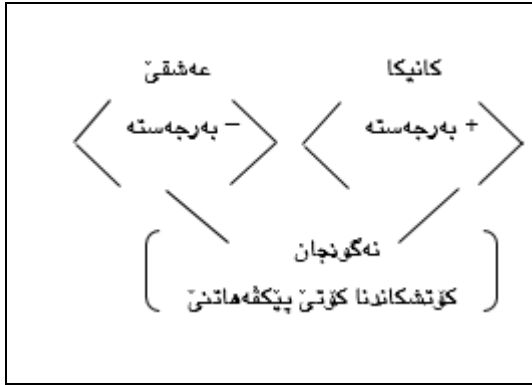 کانیکا عەشقێ
+ بەرجەستە – بەرجەستە
نەگونجان
کۆتشکاندنا کۆتێ پێکڤەهاتنێ